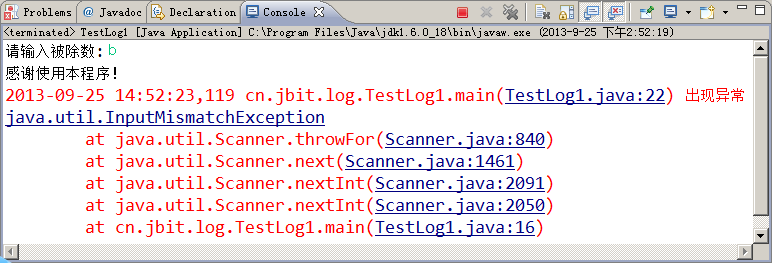 Problems @ Javadoc Declaration Console
<terminated> TestLog1 [Java Application] C:\Program Files\Java\jdk1.6.0_18\bin\javaw.exe (2013-9-25 下午2:52:19)
请输入被除数:b
感谢使用本程序!
2013-09-25 14:52:23,119 cn.jbit.log.TestLog1.main(TestLog1.java:22) 出现异常
java.util.InputMismatchException
at java.util.Scanner.throwFor(Scanner.java:840)
at java.util.Scanner.next(Scanner.java:1461)
at java.util.Scanner.nextInt(Scanner.java:2091)
at java.util.Scanner.nextInt(Scanner.java:2050)
at cn.jbit.log.TestLog1.main(TestLog1.java:16)